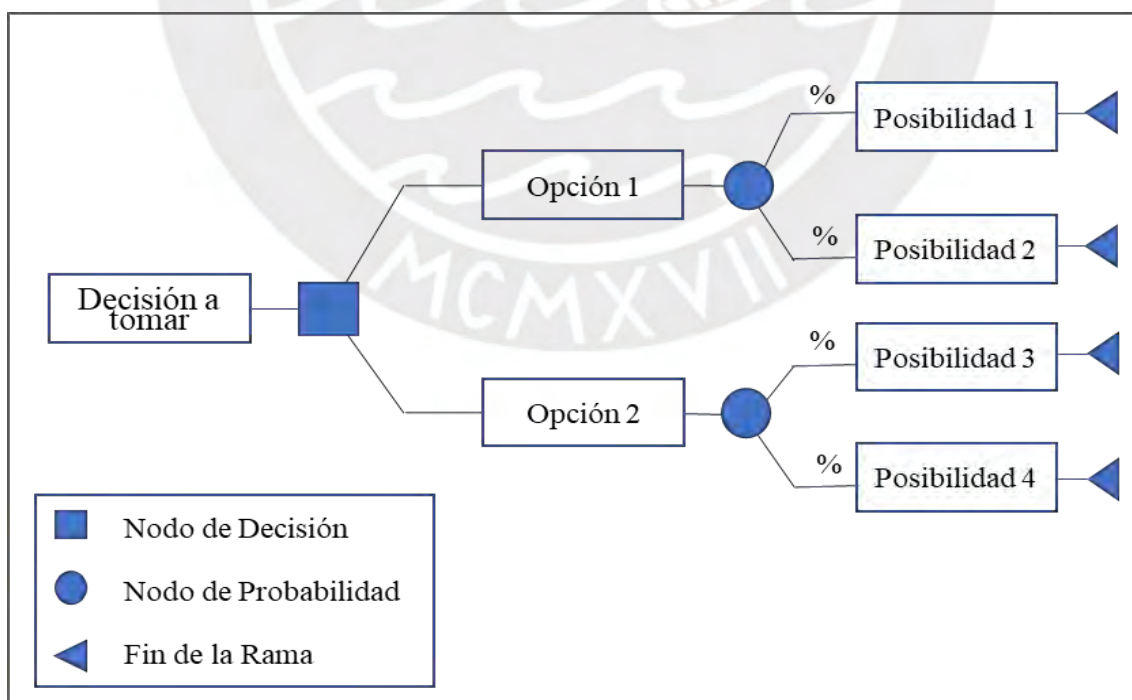 %
Posibilidad 1
Opción 1
%
Posibilidad 2
MCMXVII
Decisión a
tomar
%
Posibilidad 3
Opción 2
%
Posibilidad 4
Nodo de Decisión
Nodo de Probabilidad
Fin de la Rama